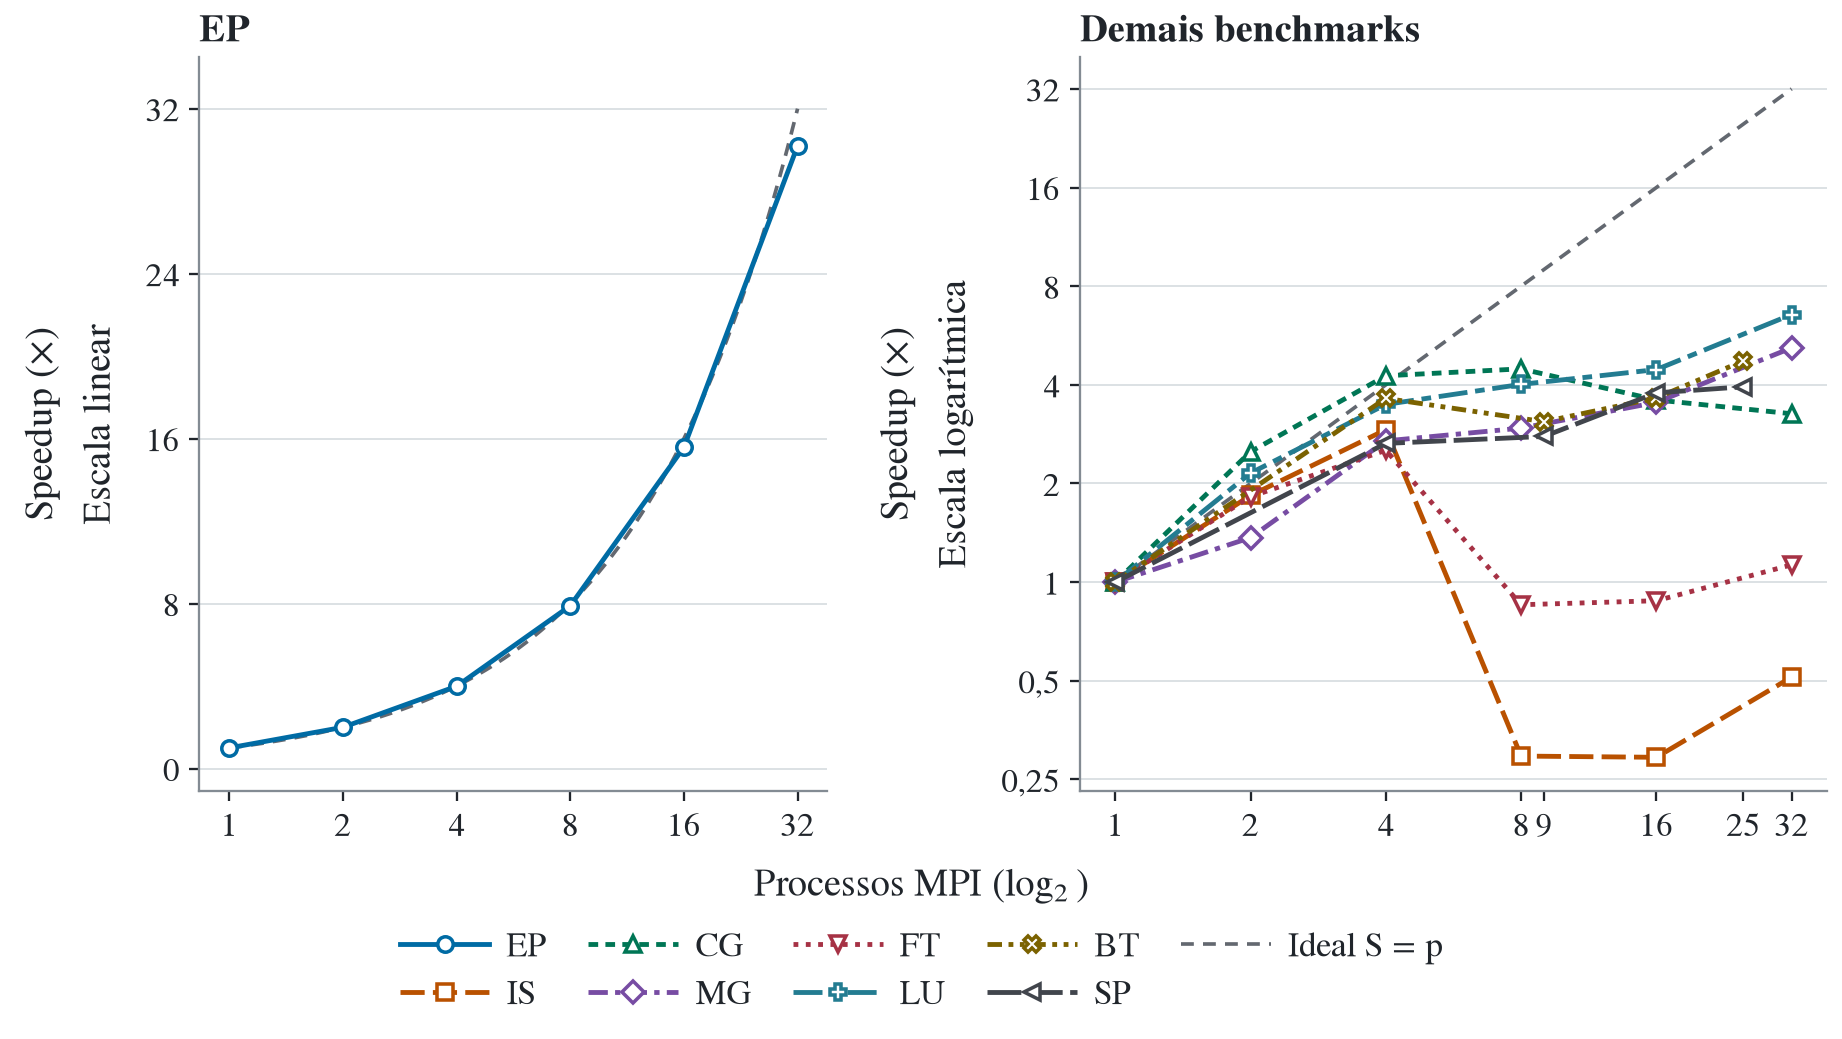 EP
Speedup (×)
Escala linear
32
24
16
8
0
1 2 4 8 16 32
Demais benchmarks
Speedup (×)
Escala logarítmica
32
16
8
4
2
1
0,5
0,25
1 2 4 8 9 16 25 32
Processos MPI (log₂ )
EP CG FT BT Ideal S = p
IS MG LU SP